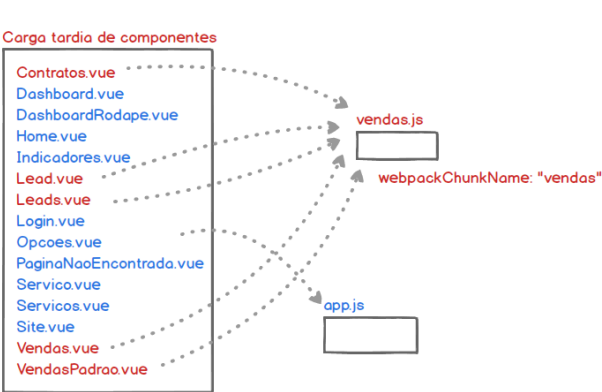 Carga tardia de componentes
Contratos.vue
Dashboard.vue
DashboardRodape.vue
Home.vue
Indicadores.vue
Lead.vue
Leads.vue
Login.vue
Opcoes.vue
PaginaNaoEncontrada.vue
Servico.vue
Servicos.vue
Site.vue
Vendas.vue
VendasPadrao.vue
vendas.js
webpackChunkName: "vendas"
app.js